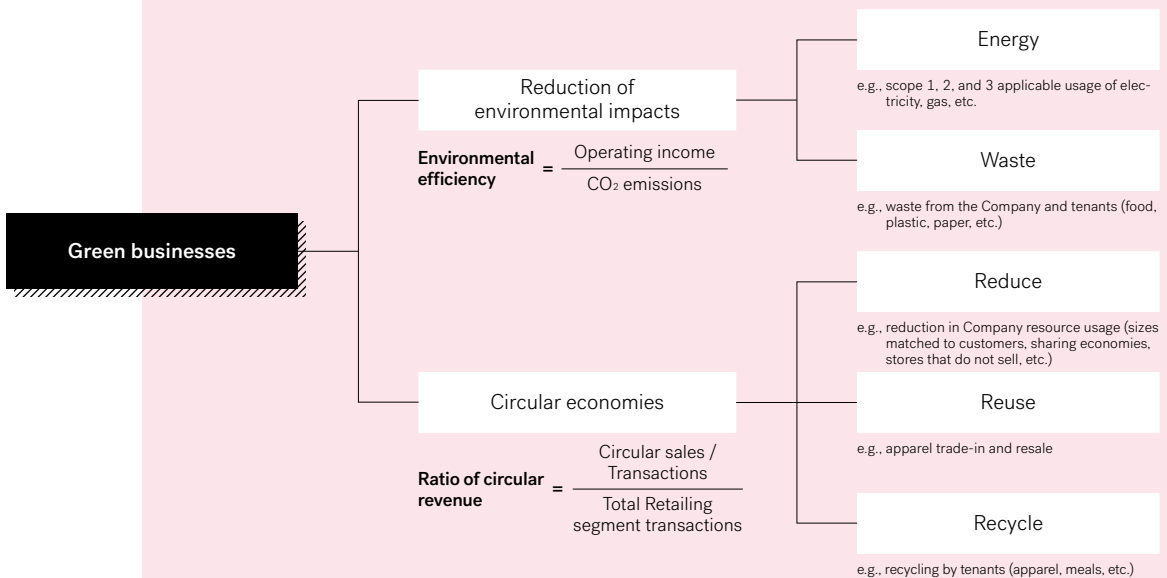 Green businesses
Reduction of
environmental impacts
Environmental
efficiency
=
Operating income
CO₂ emissions
Energy
e.g., scope 1, 2, and 3 applicable usage of elec-
tricity, gas, etc.
Waste
e.g., waste from the Company and tenants (food,
plastic, paper, etc.)
Circular economies
Ratio of circular
revenue
=
Circular sales /
Transactions
Total Retailing
segment transactions
Reduce
e.g., reduction in Company resource usage (sizes
matched to customers, sharing economies,
stores that do not sell, etc.)
Reuse
e.g., apparel trade-in and resale
Recycle
e.g., recycling by tenants (apparel, meals, etc.)